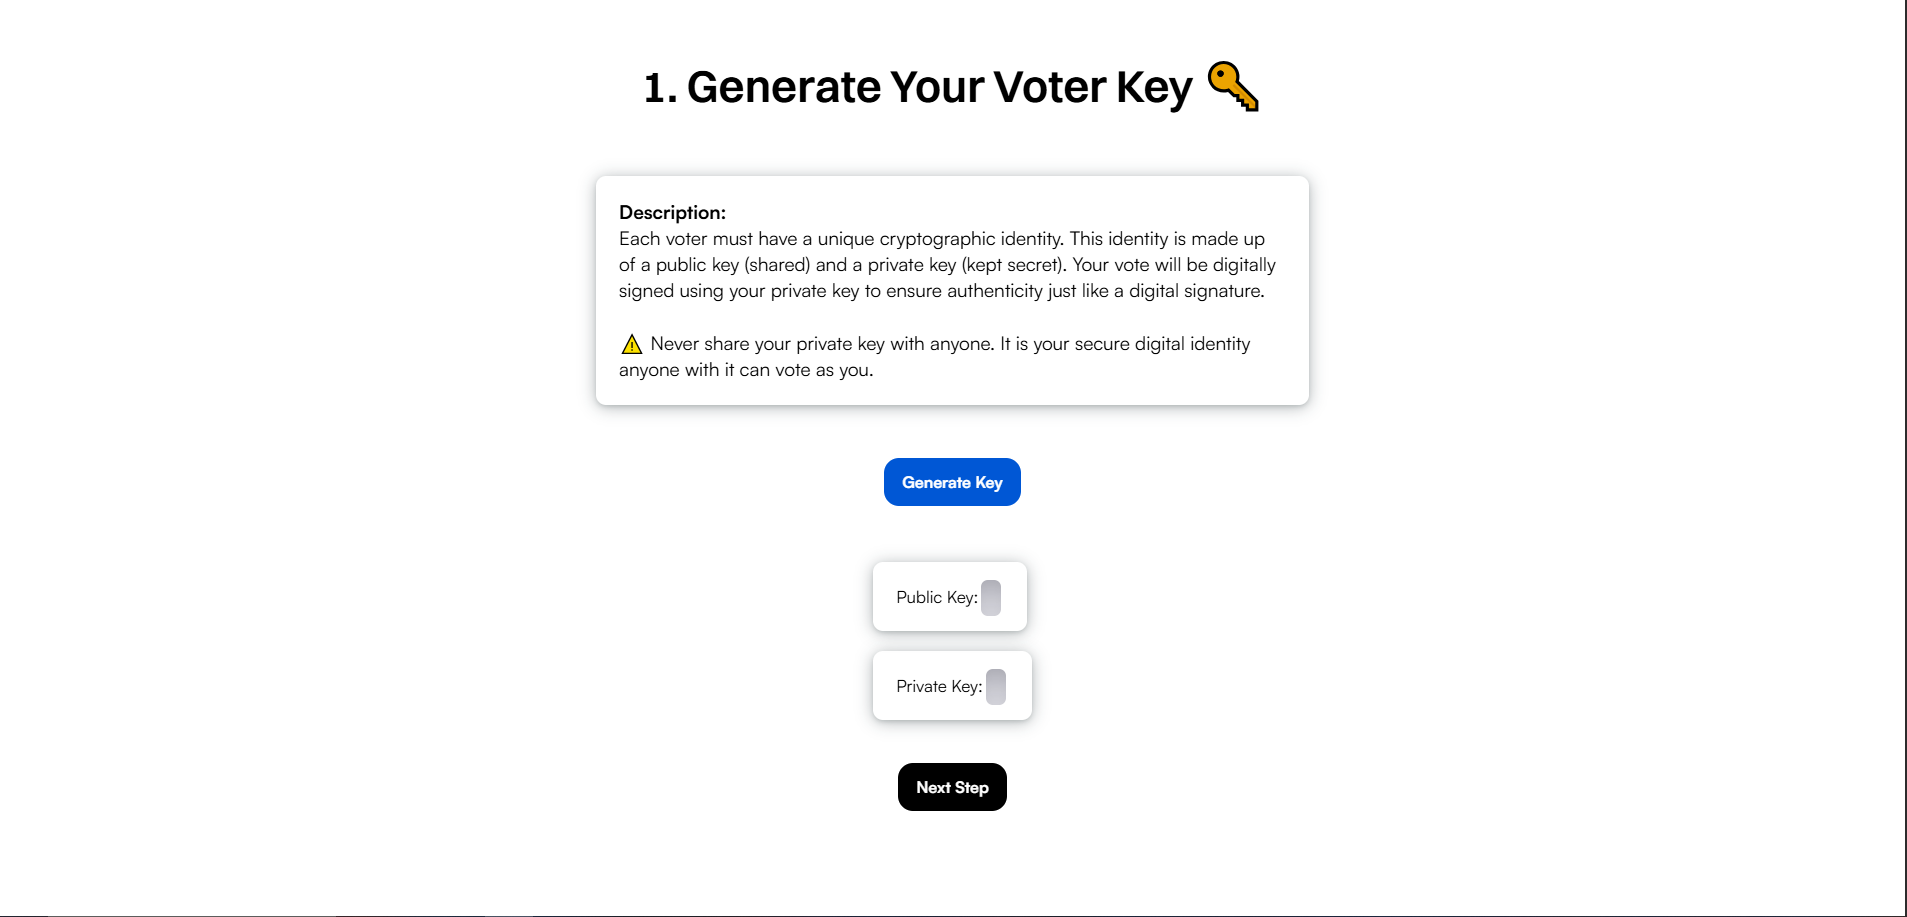 1. Generate Your Voter Key
Description:
Each voter must have a unique cryptographic identity. This identity is made up
of a public key (shared) and a private key (kept secret). Your vote will be digitally
signed using your private key to ensure authenticity just like a digital signature.
⚠️ Never share your private key with anyone. It is your secure digital identity
anyone with it can vote as you.
Generate Key
Public Key:
Private Key:
Next Step